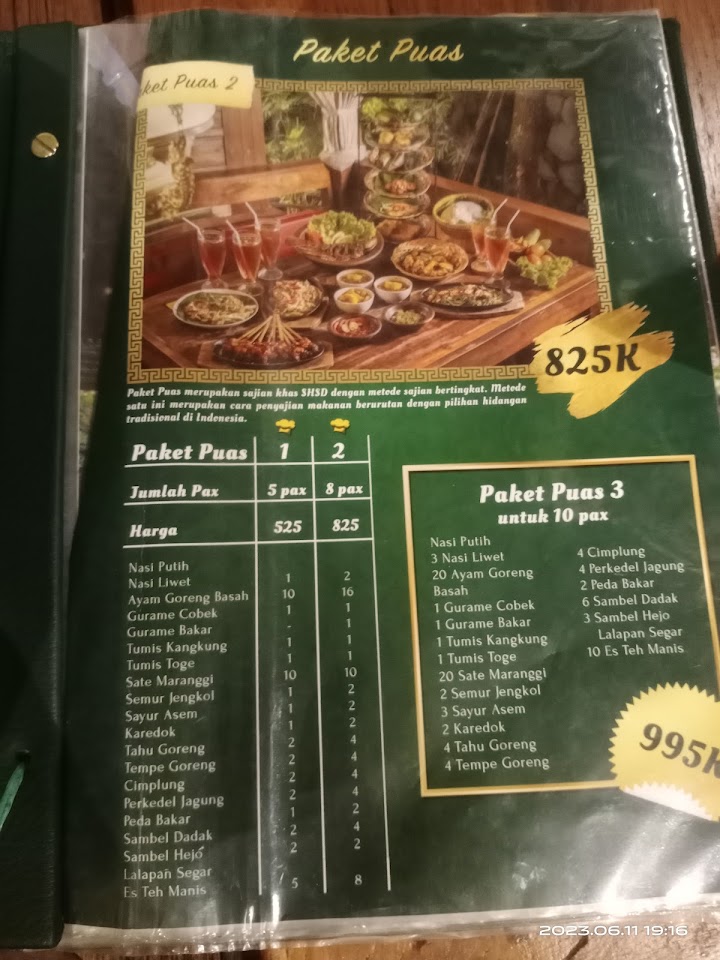 Paket Puas
ket Puas 2
825K
Paket Puas merupakan sajian khas SHSD dengan metode sajian bertingkat. Metode
satu ini merupakan cara penyajian makanan berurutan dengan pilihan hidangan
tradisional di Indonesia.
Paket Puas 1 2
Jumlah Pax 5 pax 8 pax
Harga 525 825
Nasi Putih
Nasi Liwet 1 2
Ayam Goreng Basah 10 16
Gurame Cobek 1 1
Gurame Bakar - 1
Tumis Kangkung 1 1
Tumis Toge 1 1
Sate Maranggi 10 10
Semur Jengkol 1 2
Sayur Asem 1 2
Karedok 1 2
Tahu Goreng 2 4
Tempe Goreng 2 4
Cimplung 2 4
Perkedel Jagung 2 4
Peda Bakar 1 2
Sambel Dadak 2 4
Sambel Hejo 2 2
Lalapan Segar
Es Teh Manis 5 8
Paket Puas 3
untuk 10 pax
Nasi Putih
3 Nasi Liwet
20 Ayam Goreng
Basah
1 Gurame Cobek
1 Gurame Bakar
1 Tumis Kangkung
1 Tumis Toge
20 Sate Maranggi
2 Semur Jengkol
3 Sayur Asem
2 Karedok
4 Tahu Goreng
4 Tempe Goreng
4 Cimplung
4 Perkedel Jagung
2 Peda Bakar
6 Sambel Dadak
3 Sambel Hejo
Lalapan Segar
10 Es Teh Manis
995K
2023.06.11 19:16